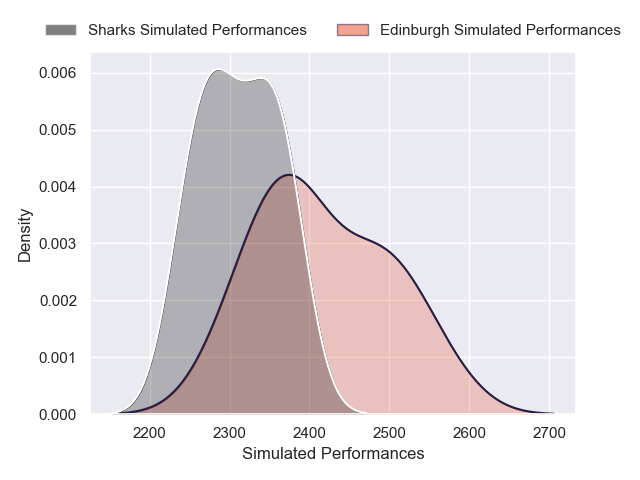 Sharks Simulated Performances Edinburgh Simulated Performances
0.006
0.005
0.004
0.003
0.002
0.001
0.000
Density
2200 2300 2400 2500 2600 2700
Simulated Performances